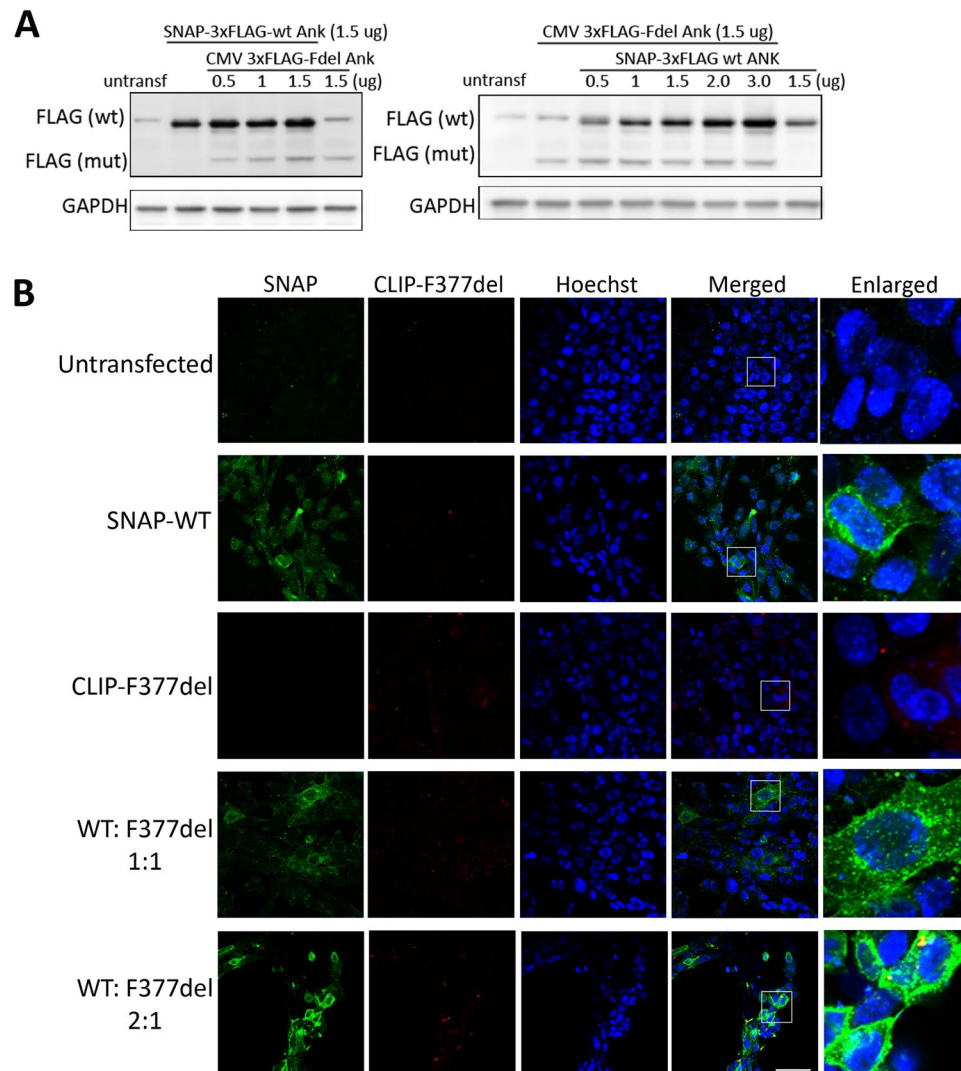 A
SNAP-3xFLAG-wt Ank (1.5 ug)
CMV 3xFLAG-Fdel Ank
untransf 0.5 1 1.5 1.5 (ug)
FLAG (wt)
FLAG (mut)
GAPDH
CMV 3xFLAG-Fdel Ank (1.5 ug)
SNAP-3xFLAG wt ANK
untransf 0.5 1 1.5 2.0 3.0 1.5 (ug)
FLAG (wt)
FLAG (mut)
GAPDH
B
SNAP CLIP-F377del Hoechst Merged Enlarged
Untransfected
SNAP-WT
CLIP-F377del
WT: F377del
1:1
WT: F377del
2:1